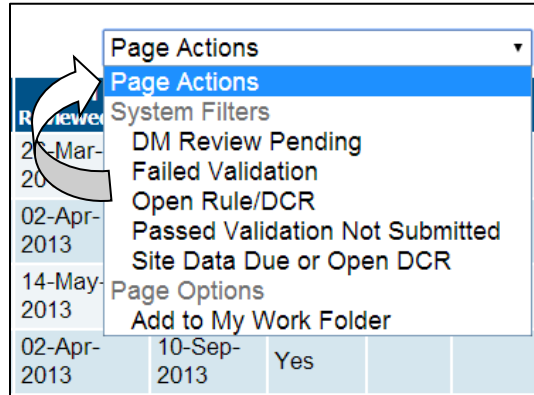 Page Actions
Page Actions
System Filters
DM Review Pending
Failed Validation
Open Rule/DCR
Passed Validation Not Submitted
Site Data Due or Open DCR
Page Options
Add to My Work Folder
02-Apr-
2013
14-May-
2013
02-Apr-
2013
10-Sep-
2013
Yes